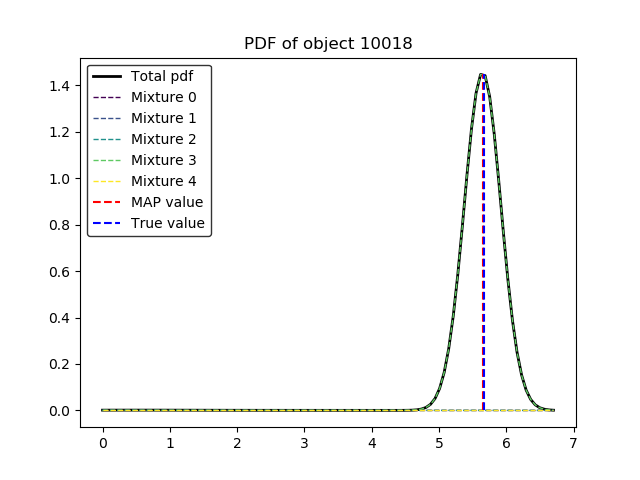 PDF of object 10018
Total pdf
Mixture 0
Mixture 1
Mixture 2
Mixture 3
Mixture 4
MAP value
True value
1.4
1.2
1.0
0.8
0.6
0.4
0.2
0.0
0 1 2 3 4 5 6 7